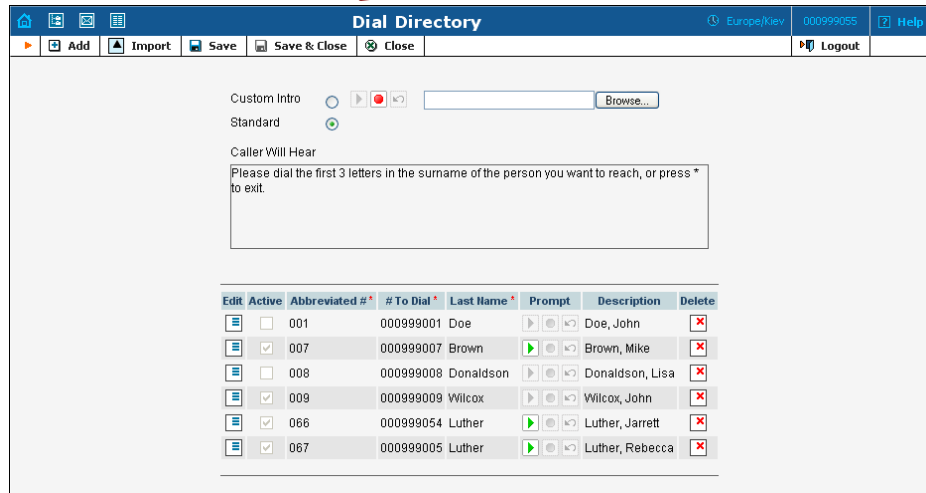 Dial Directory Europe/Kiev 000999055 ? Help
Add Import Save Save & Close Close Logout
Custom Intro Browse...
Standard
Caller Will Hear
Please dial the first 3 letters in the surname of the person you want to reach, or press *
to exit.
Edit Active Abbreviated #* # To Dial* Last Name* Prompt Description Delete
001 000999001 Doe Doe, John
007 000999007 Brown Brown, Mike
008 000999008 Donaldson Donaldson, Lisa
009 000999009 Wilcox Wilcox, John
066 000999054 Luther Luther, Jarrett
067 000999005 Luther Luther, Rebecca